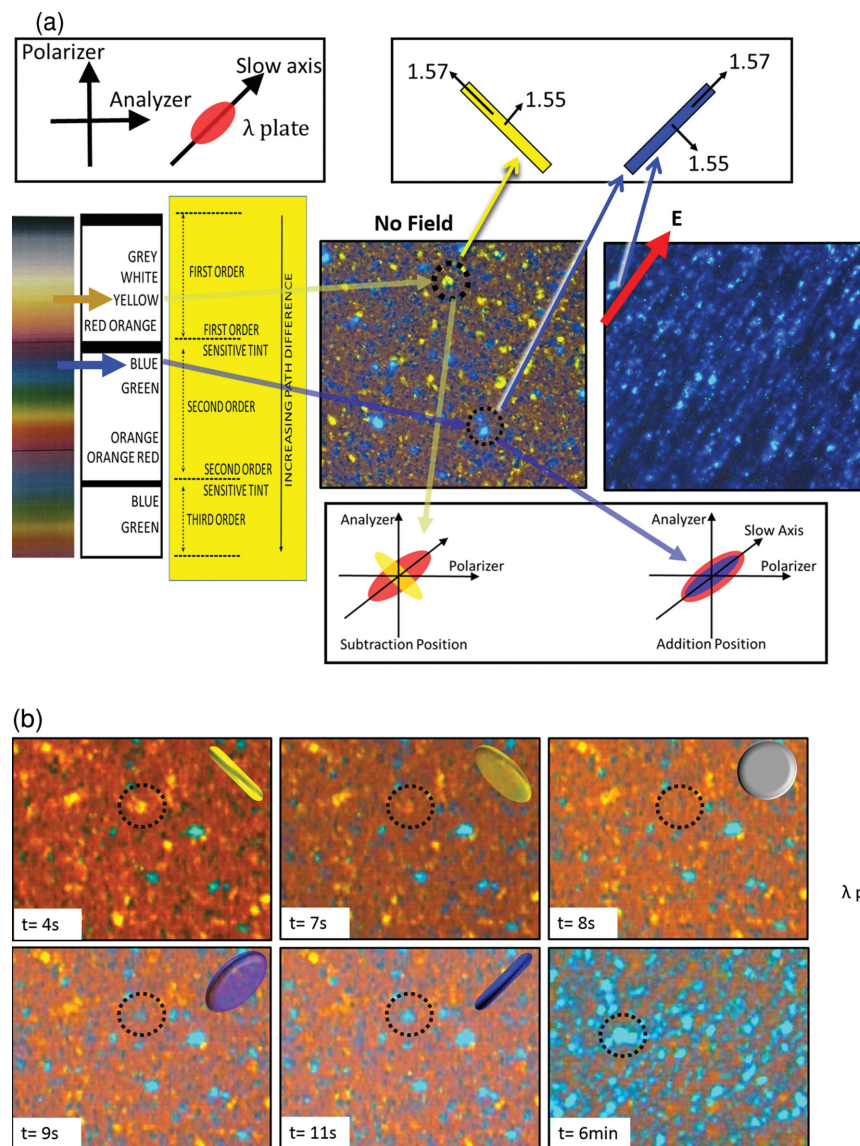 (a)
Polarizer
Analyzer
Slow axis
λ plate
1.57
1.55
1.57
1.55
No Field
E
GREY
WHITE
YELLOW
RED ORANGE
BLUE
GREEN
ORANGE
ORANGE RED
BLUE
GREEN
FIRST ORDER
FIRST ORDER
SENSITIVE TINT
SECOND ORDER
SECOND ORDER
SENSITIVE TINT
THIRD ORDER
INCREASING PATH DIFFERENCE
Analyzer
Polarizer
Subtraction Position
Analyzer
Slow Axis
Polarizer
Addition Position
(b)
t= 4s
t= 7s
t= 8s
λ p
t= 9s
t= 11s
t= 6min